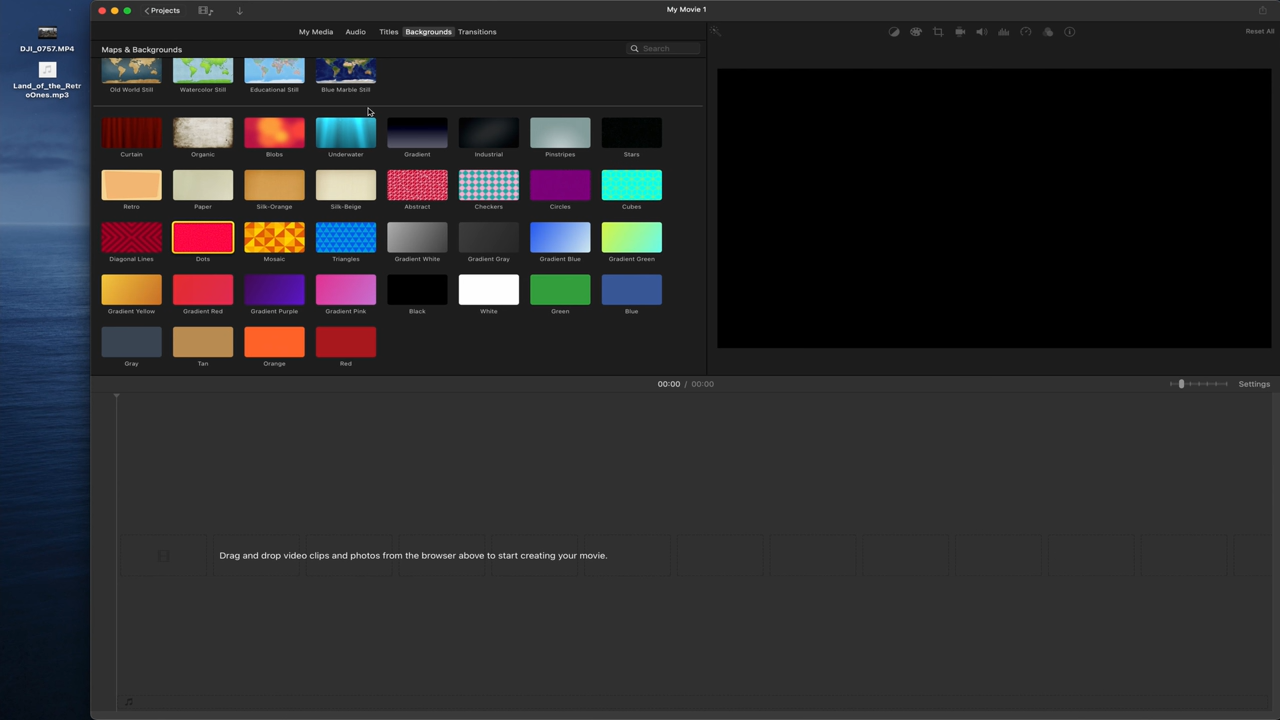 DJI_0757.MP4
Land_of_the_Retr
oOnes.mp3
Projects
My Movie 1
My Media
Audio
Titles
Backgrounds
Transitions
Reset All
Maps & Backgrounds
Search
Old World Still
Watercolor Still
Educational Still
Blue Marble Still
Curtain
Organic
Blobs
Underwater
Gradient
Industrial
Pinstripes
Stars
Retro
Paper
Silk-Orange
Silk-Beige
Abstract
Checkers
Circles
Cubes
Diagonal Lines
Dots
Mosaic
Triangles
Gradient White
Gradient Gray
Gradient Blue
Gradient Green
Gradient Yellow
Gradient Red
Gradient Purple
Gradient Pink
Black
White
Green
Blue
Gray
Tan
Orange
Red
00:00 / 00:00
Settings
Drag and drop video clips and photos from the browser above to start creating your movie.